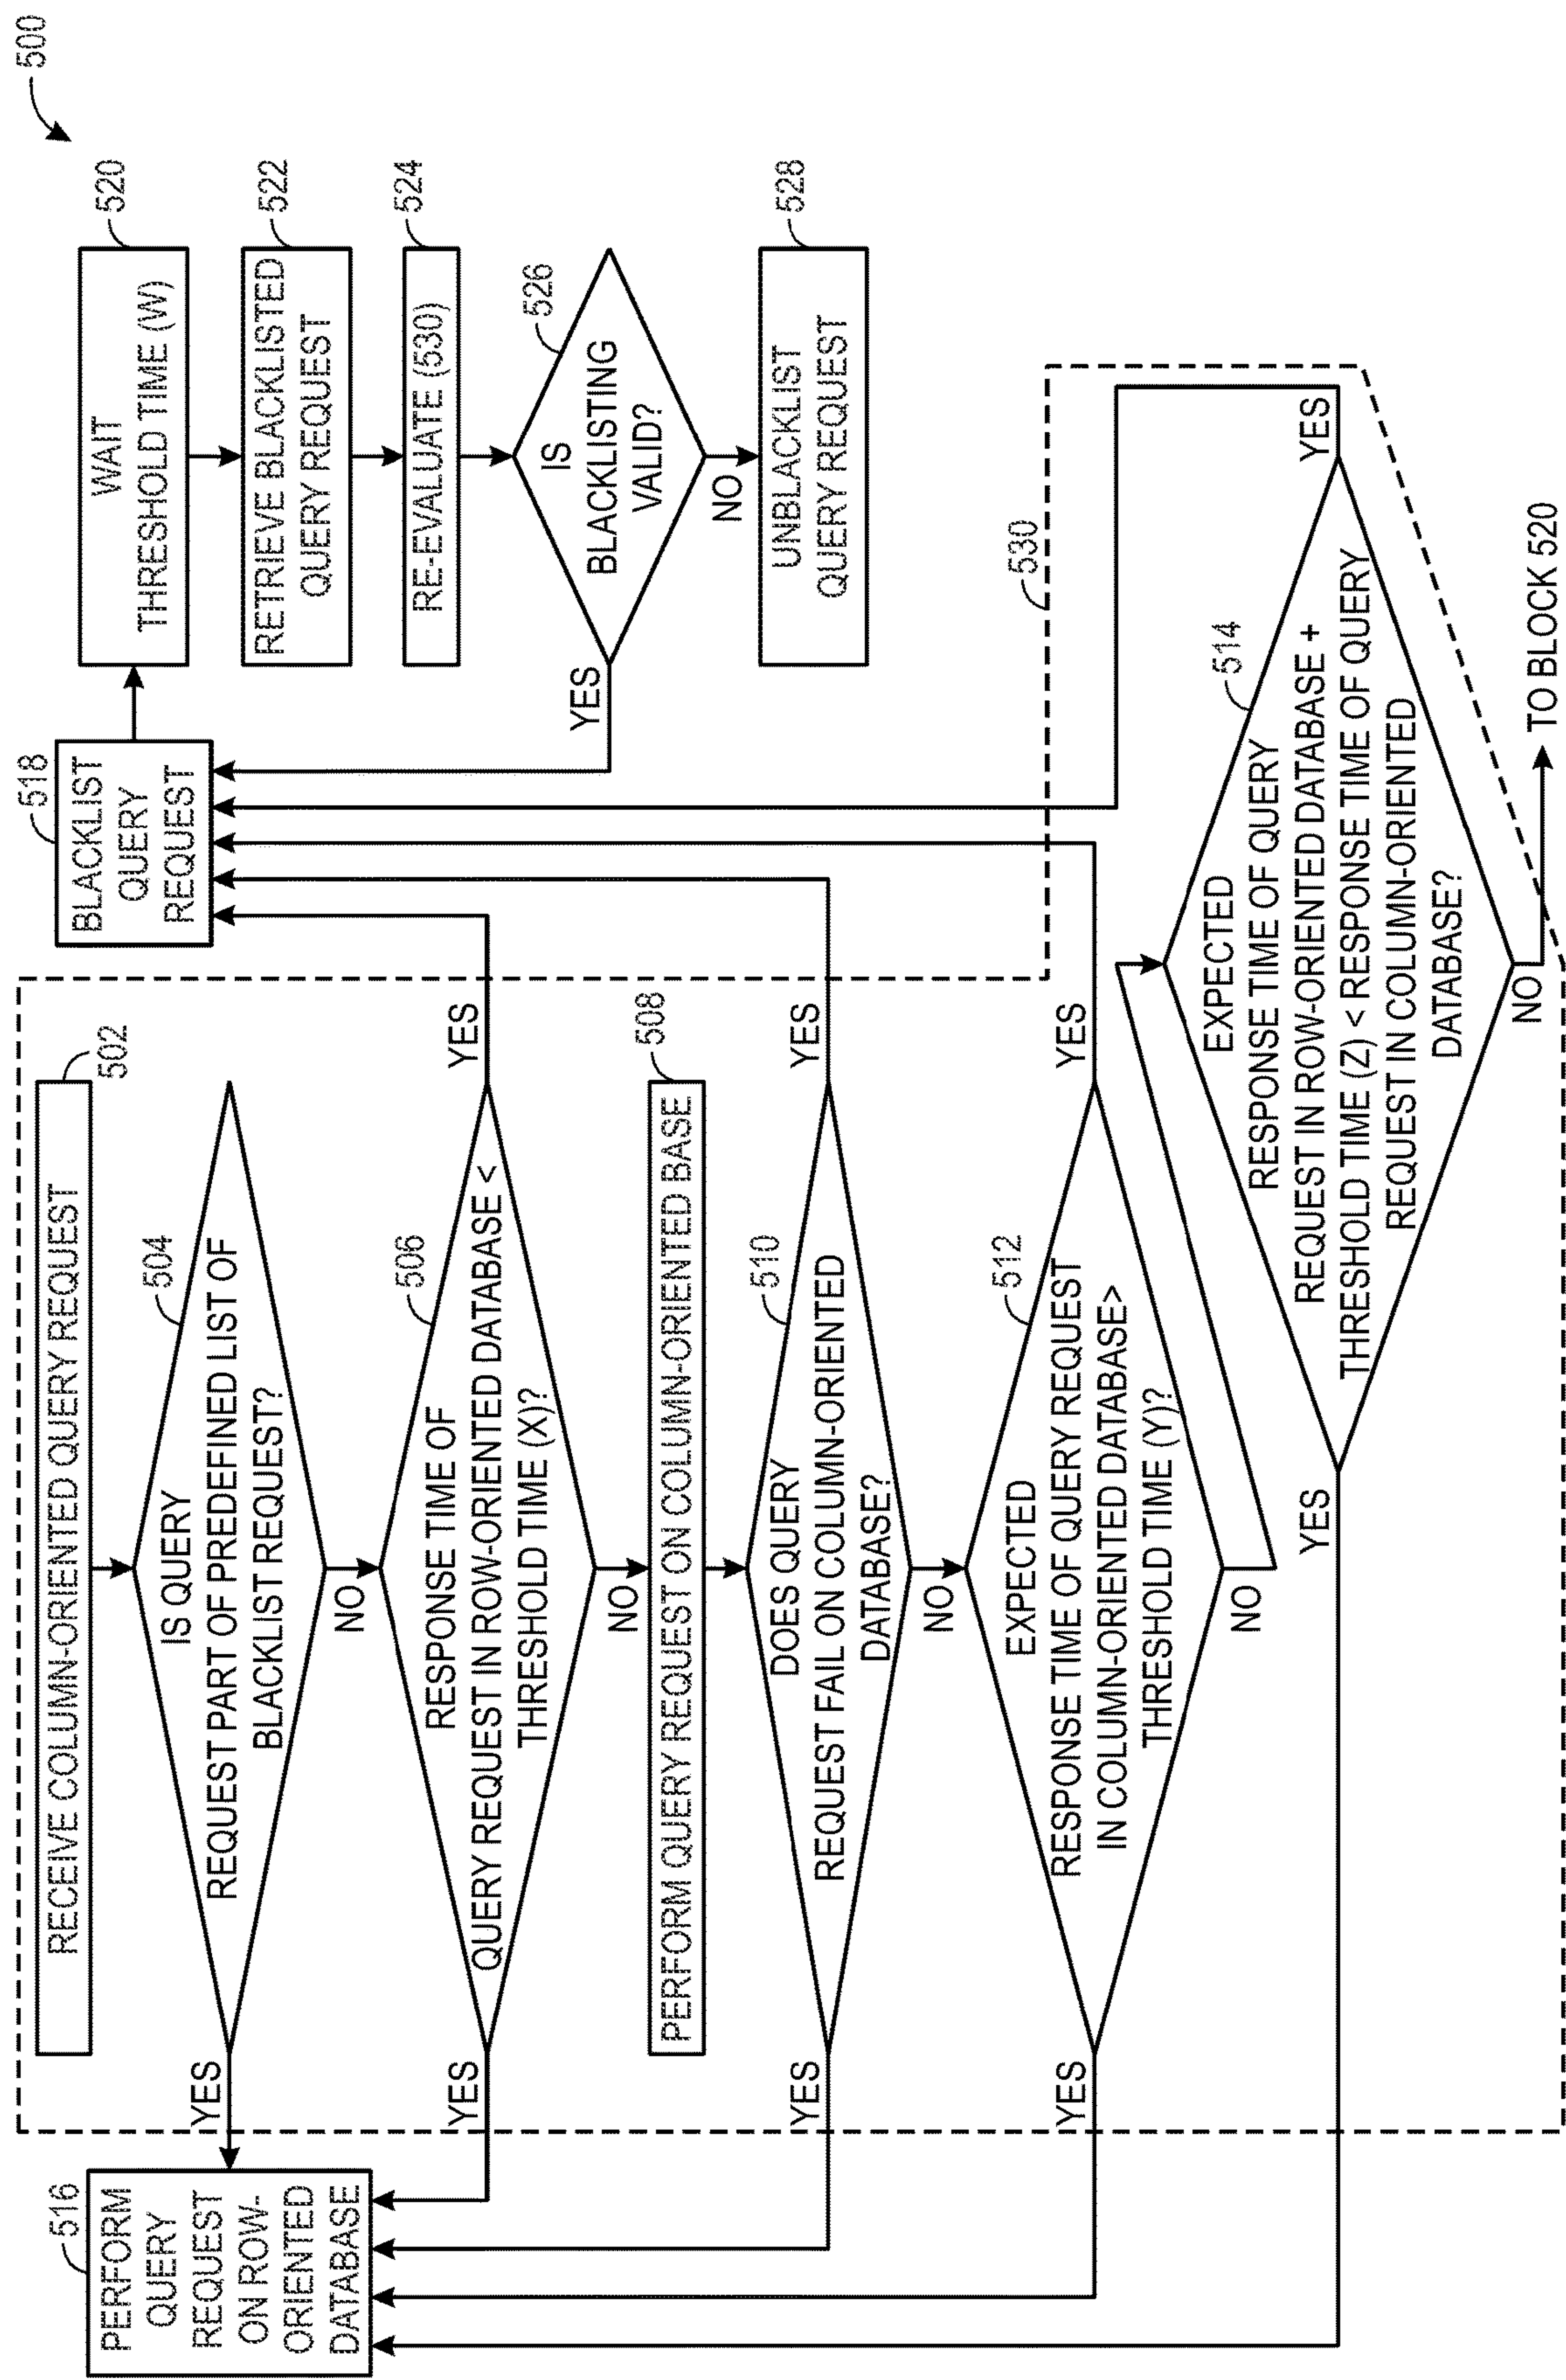 500
502
RECEIVE COLUMN-ORIENTED QUERY REQUEST
504
IS QUERY
REQUEST PART OF PREDEFINED LIST OF
BLACKLIST REQUEST?
YES
NO
506
RESPONSE TIME OF
QUERY REQUEST IN ROW-ORIENTED DATABASE <
THRESHOLD TIME (X)?
YES
YES
NO
508
PERFORM QUERY REQUEST ON COLUMN-ORIENTED BASE
510
DOES QUERY
REQUEST FAIL ON COLUMN-ORIENTED
DATABASE?
YES
YES
NO
512
EXPECTED
RESPONSE TIME OF QUERY REQUEST
IN COLUMN-ORIENTED DATABASE>
THRESHOLD TIME (Y)?
YES
YES
NO
514
EXPECTED
RESPONSE TIME OF QUERY
REQUEST IN ROW-ORIENTED DATABASE +
THRESHOLD TIME (Z) < RESPONSE TIME OF QUERY
REQUEST IN COLUMN-ORIENTED
DATABASE?
YES
YES
NO
TO BLOCK 520
530
516
PERFORM
QUERY
REQUEST
ON ROW-
ORIENTED
DATABASE
518
BLACKLIST
QUERY
REQUEST
520
WAIT
THRESHOLD TIME (W)
522
RETRIEVE BLACKLISTED
QUERY REQUEST
524
RE-EVALUATE (530)
526
IS
BLACKLISTING
VALID?
YES
NO
528
UNBLACKLIST
QUERY REQUEST